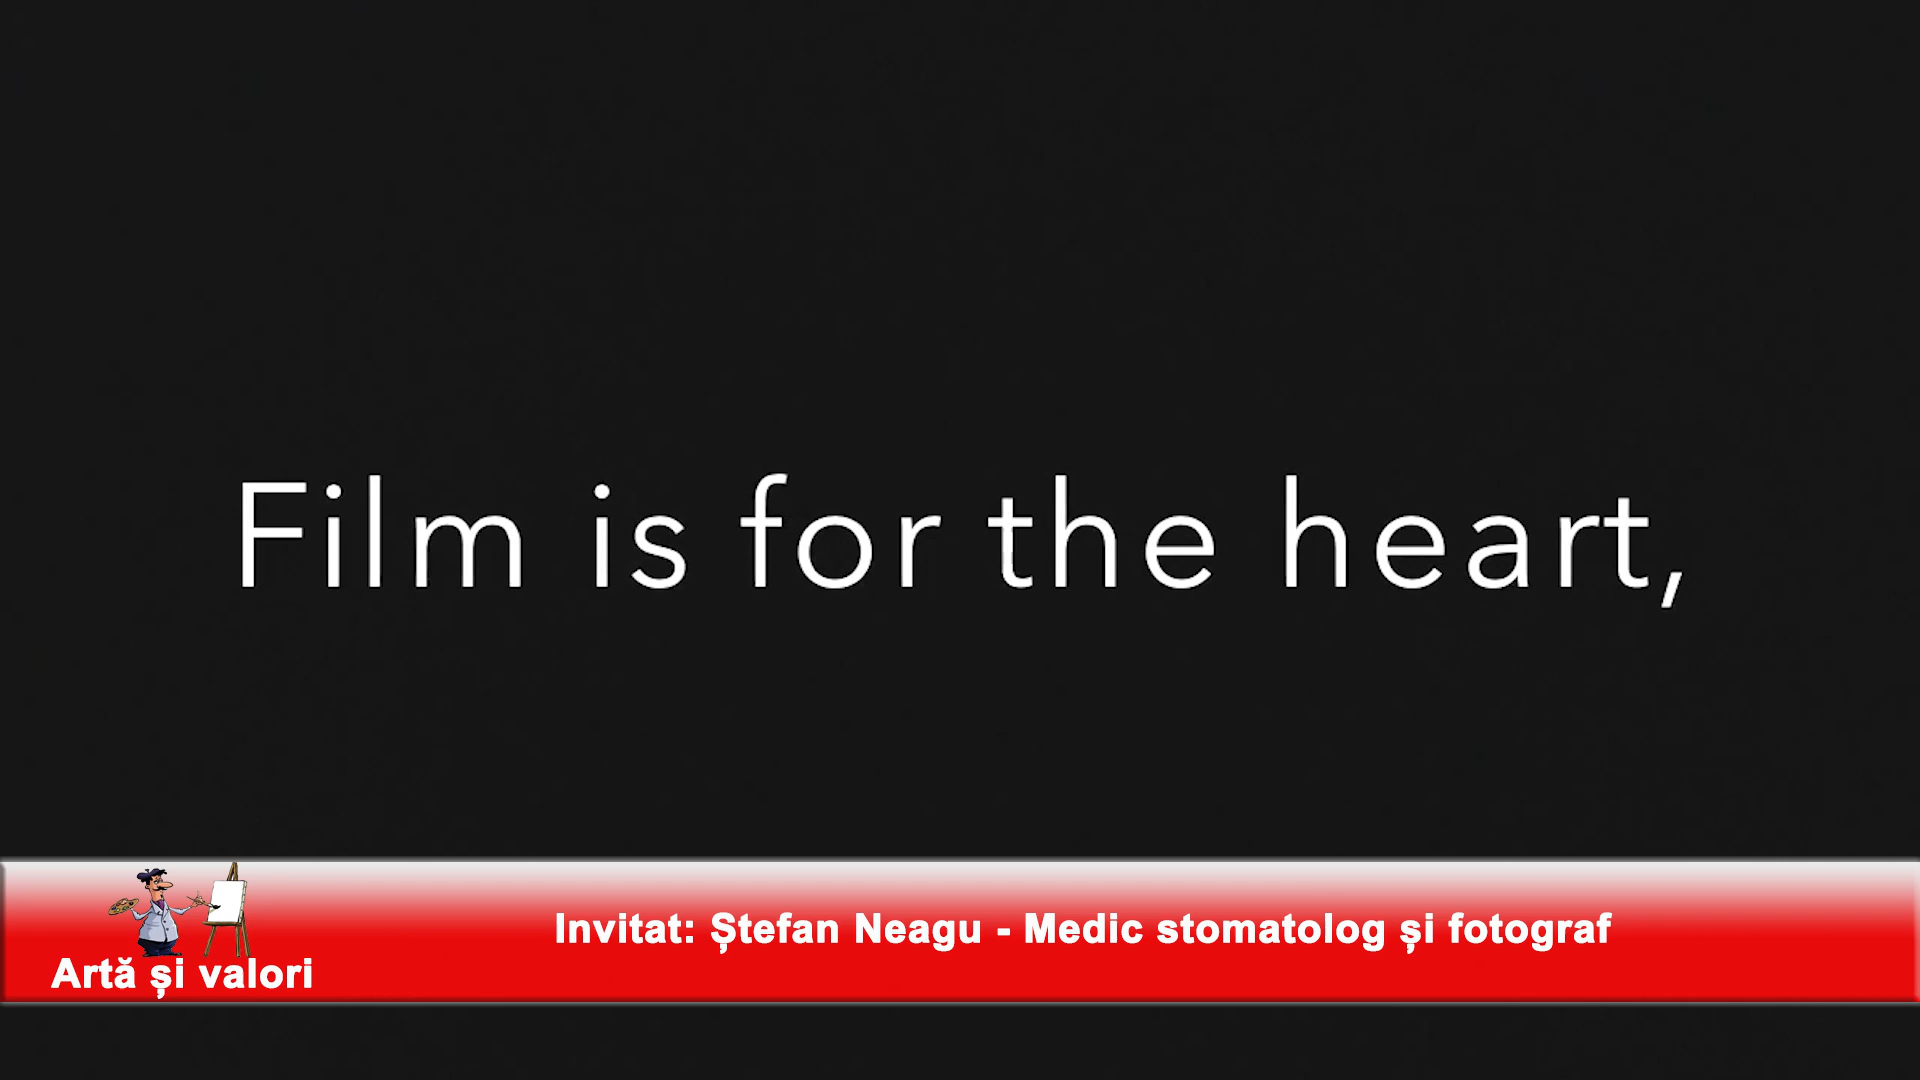 Film is for the heart,
Invitat: Ștefan Neagu - Medic stomatolog și fotograf
Artă și valori